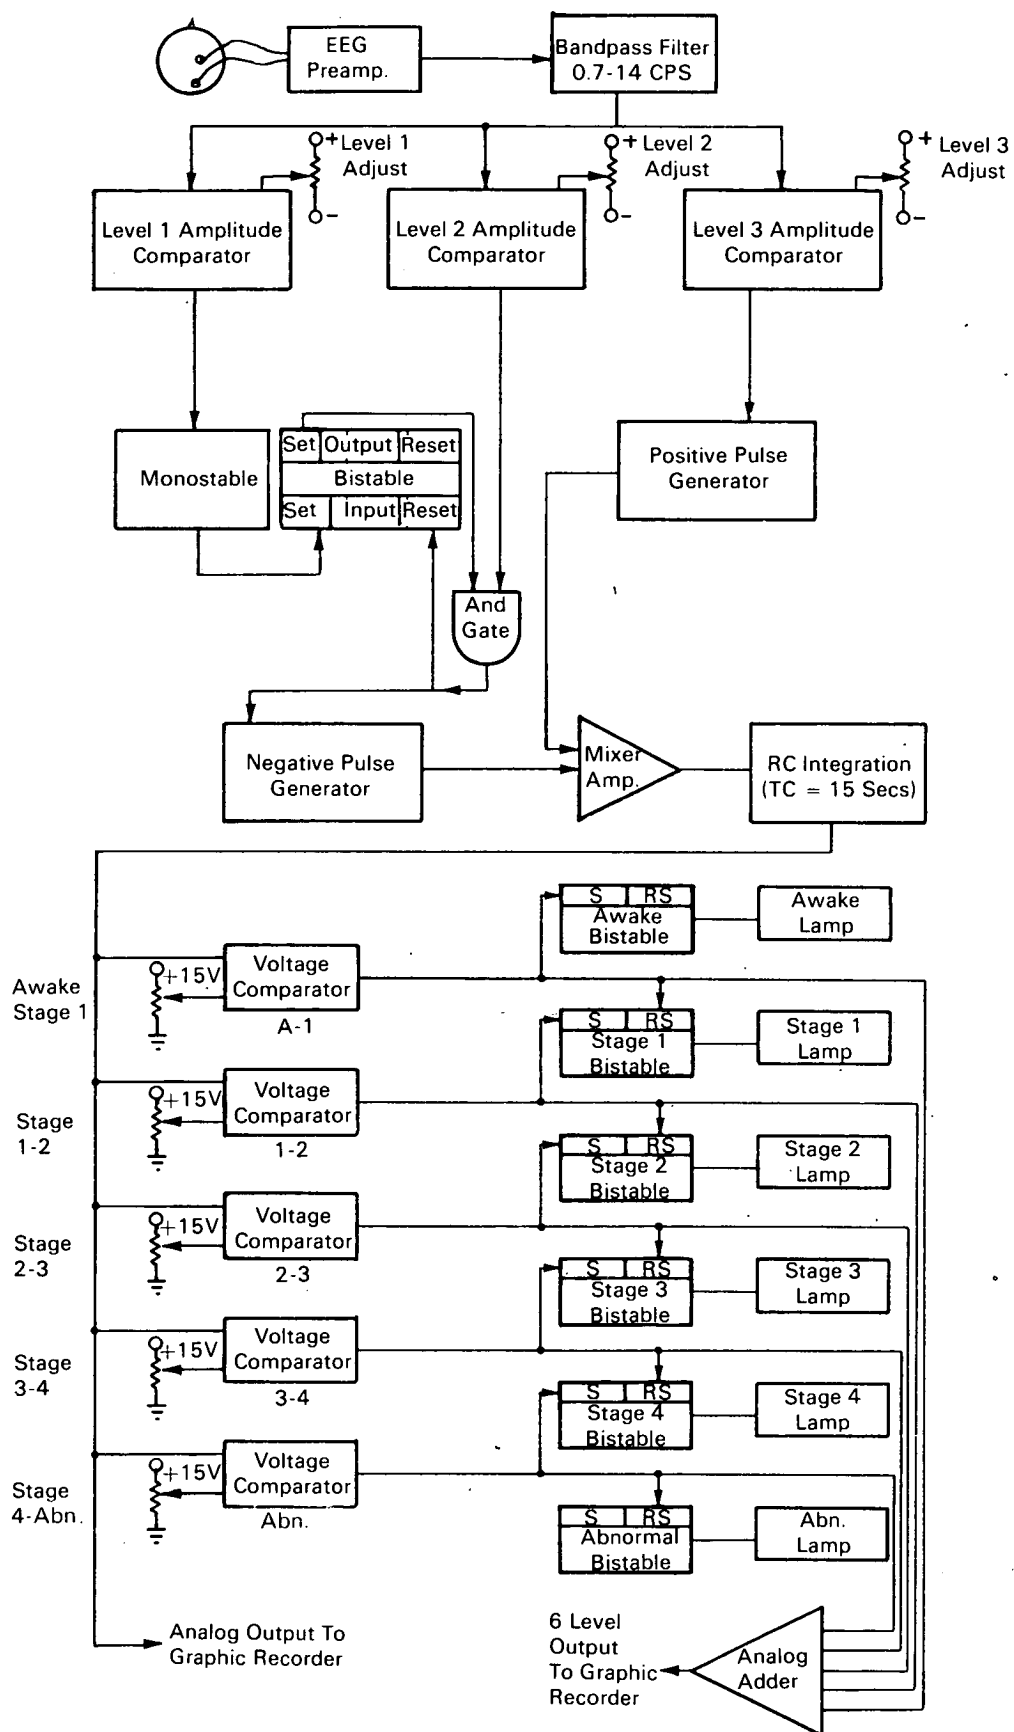 EEG
Preamp.
Bandpass Filter
0.7-14 CPS
+ Level 1
Adjust
−
+ Level 2
Adjust
−
+ Level 3
Adjust
−
Level 1 Amplitude
Comparator
Level 2 Amplitude
Comparator
Level 3 Amplitude
Comparator
Monostable
Set Output Reset
Bistable
Set Input Reset
Positive Pulse
Generator
And
Gate
Negative Pulse
Generator
Mixer
Amp.
RC Integration
(TC = 15 Secs)
S RS
Awake
Bistable
Awake
Lamp
Awake
Stage 1
+15V
Voltage
Comparator
A-1
S RS
Stage 1
Bistable
Stage 1
Lamp
Stage
1-2
+15V
Voltage
Comparator
1-2
S RS
Stage 2
Bistable
Stage 2
Lamp
Stage
2-3
+15V
Voltage
Comparator
2-3
S RS
Stage 3
Bistable
Stage 3
Lamp
Stage
3-4
+15V
Voltage
Comparator
3-4
S RS
Stage 4
Bistable
Stage 4
Lamp
Stage
4-Abn.
+15V
Voltage
Comparator
Abn.
S RS
Abnormal
Bistable
Abn.
Lamp
Analog Output To
Graphic Recorder
6 Level
Output
To Graphic
Recorder
Analog
Adder